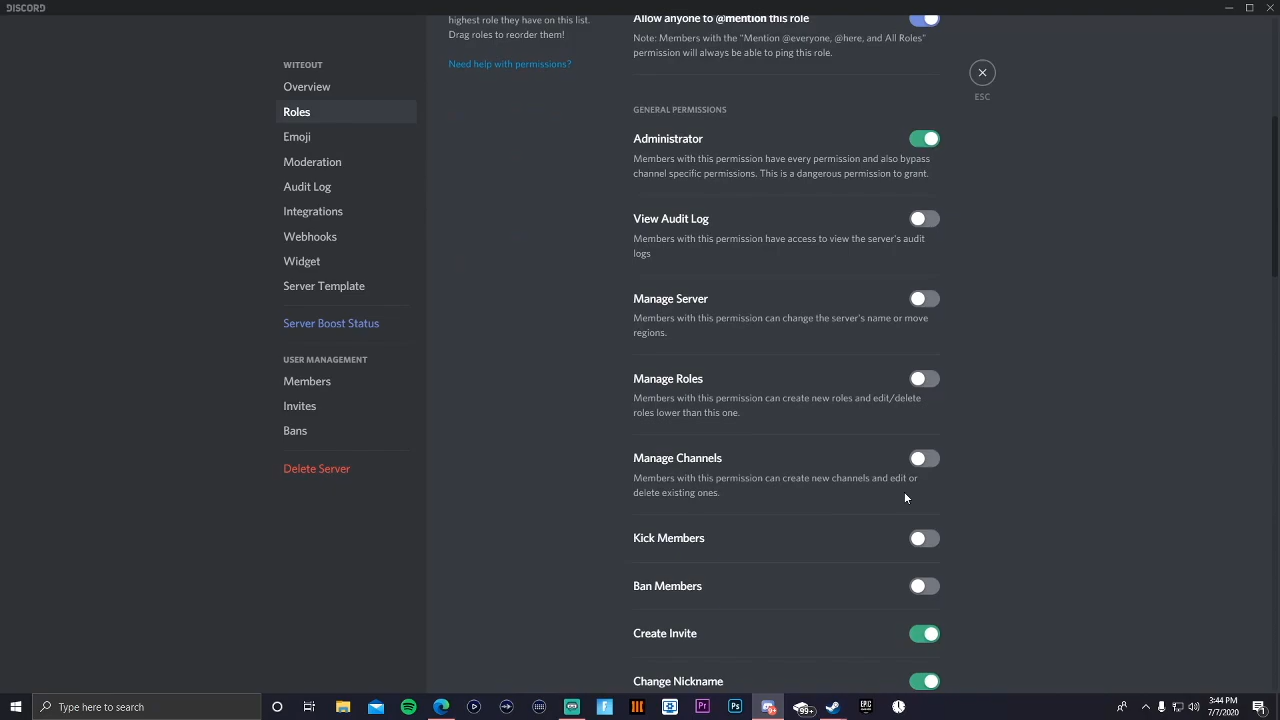 DISCORD
WITEOUT
Overview
Roles
Emoji
Moderation
Audit Log
Integrations
Webhooks
Widget
Server Template
Server Boost Status
USER MANAGEMENT
Members
Invites
Bans
Delete Server
highest role they have on this list.
Drag roles to reorder them!
Need help with permissions?
Allow anyone to @mention this role
Note: Members with the "Mention @everyone, @here, and All Roles"
permission will always be able to ping this role.
GENERAL PERMISSIONS
Administrator
Members with this permission have every permission and also bypass
channel specific permissions. This is a dangerous permission to grant.
View Audit Log
Members with this permission have access to view the server's audit
logs
Manage Server
Members with this permission can change the server's name or move
regions.
Manage Roles
Members with this permission can create new roles and edit/delete
roles lower than this one.
Manage Channels
Members with this permission can create new channels and edit or
delete existing ones.
Kick Members
Ban Members
Create Invite
Change Nickname
ESC
Type here to search
Pr
Ps
99+
EPIC
3:44 PM
7/7/2020